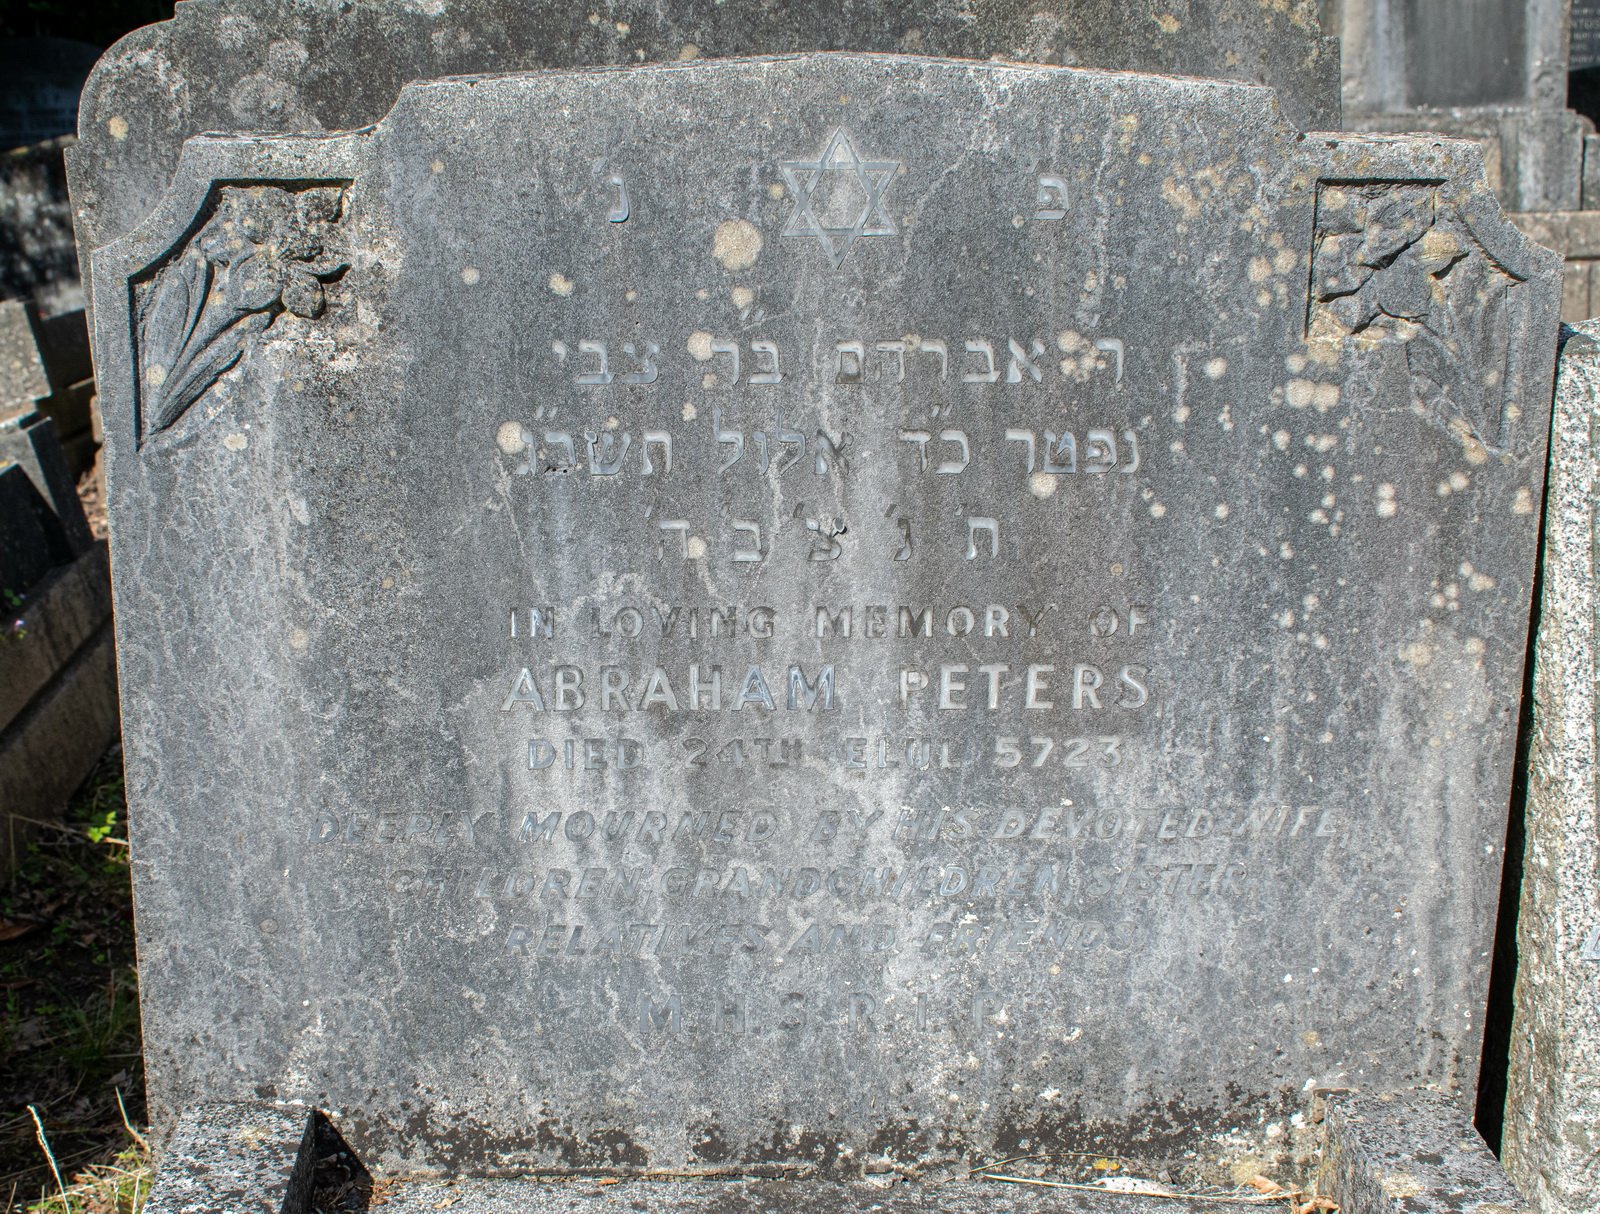 פ נ'
ר' אברהם ב"ר צבי
נפטר כ"ד אלול תשכ"ג
ת' נ' צ' ב' ה'
IN LOVING MEMORY OF
ABRAHAM PETERS
DIED 24TH ELUL 5723
DEEPLY MOURNED BY HIS DEVOTED WIFE,
CHILDREN, GRANDCHILDREN, SISTER,
RELATIVES AND FRIENDS.
M.H.S.R.I.P.